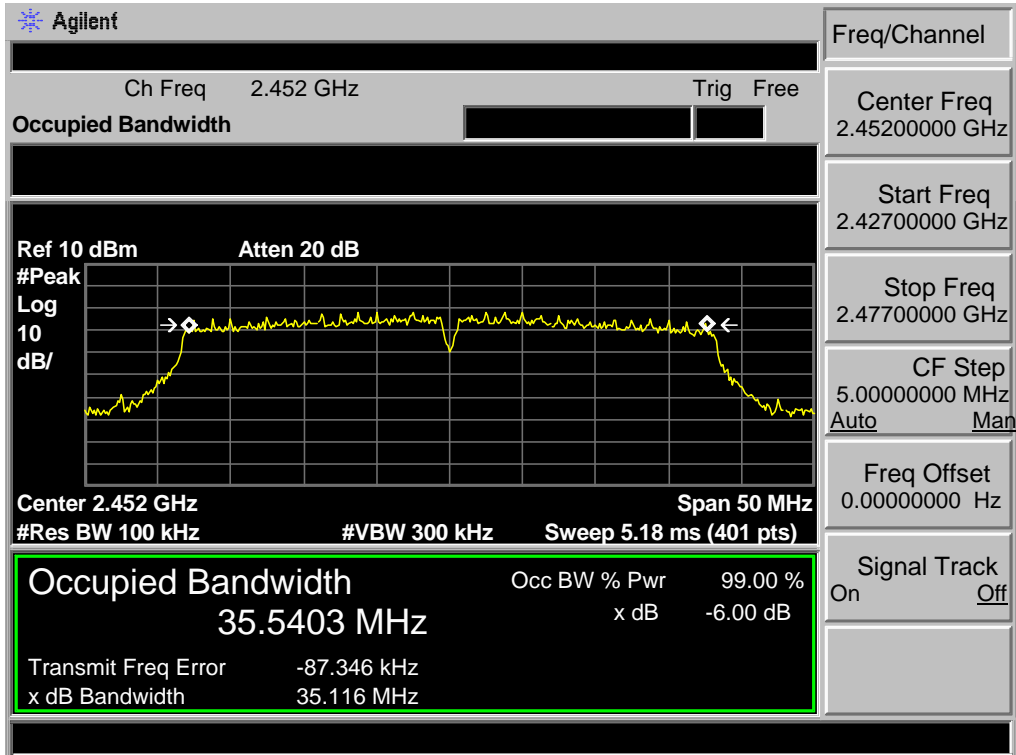 Agilent
Freq/Channel
Ch Freq 2.452 GHz Trig Free
Occupied Bandwidth
Center Freq
2.45200000 GHz
Start Freq
2.42700000 GHz
Stop Freq
2.47700000 GHz
CF Step
5.00000000 MHz
Auto Man
Freq Offset
0.00000000 Hz
Signal Track
On Off
Ref 10 dBm Atten 20 dB
#Peak
Log
10
dB/
Center 2.452 GHz Span 50 MHz
#Res BW 100 kHz #VBW 300 kHz Sweep 5.18 ms (401 pts)
Occupied Bandwidth
35.5403 MHz
Occ BW % Pwr 99.00 %
x dB -6.00 dB
Transmit Freq Error -87.346 kHz
x dB Bandwidth 35.116 MHz